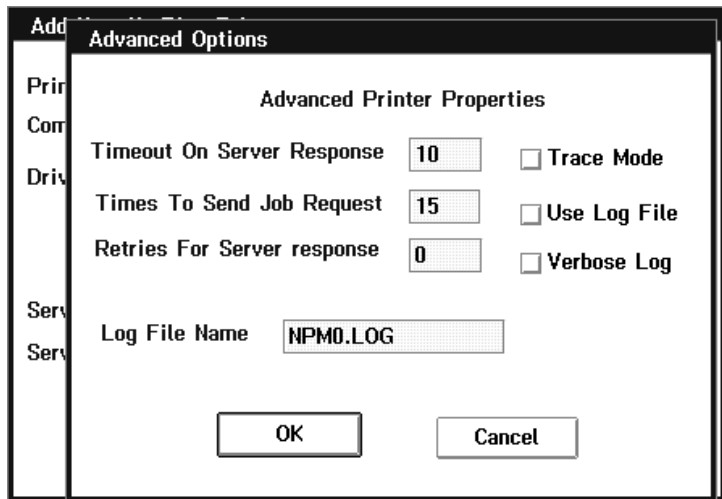 Add
Advanced Options
Advanced Printer Properties
Timeout On Server Response 10 Trace Mode
Times To Send Job Request 15 Use Log File
Retries For Server response 0 Verbose Log
Log File Name NPM0.LOG
OK Cancel